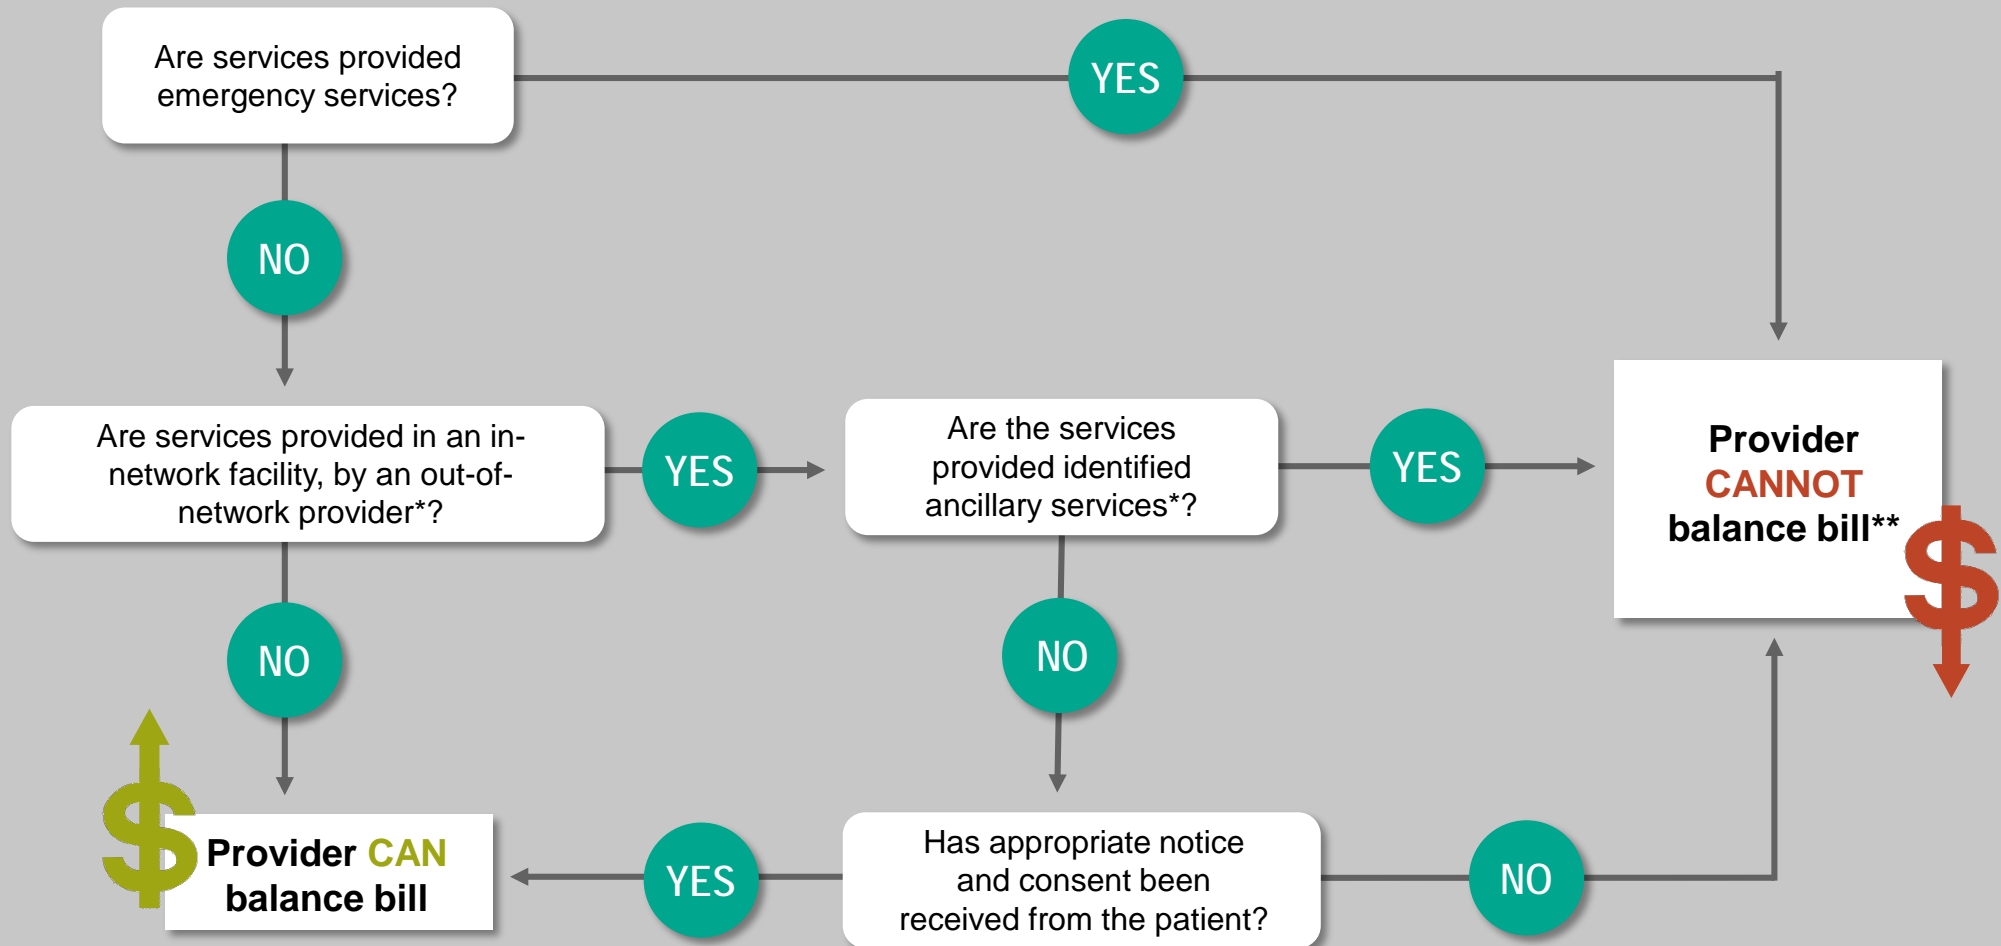 Are services provided
emergency services?
YES
NO
Are services provided in an in-
network facility, by an out-of-
network provider*?
YES
Are the services
provided identified
ancillary services*?
YES
Provider
CANNOT
balance bill**
$
NO
NO
$
Provider CAN
balance bill
YES
Has appropriate notice
and consent been
received from the patient?
NO